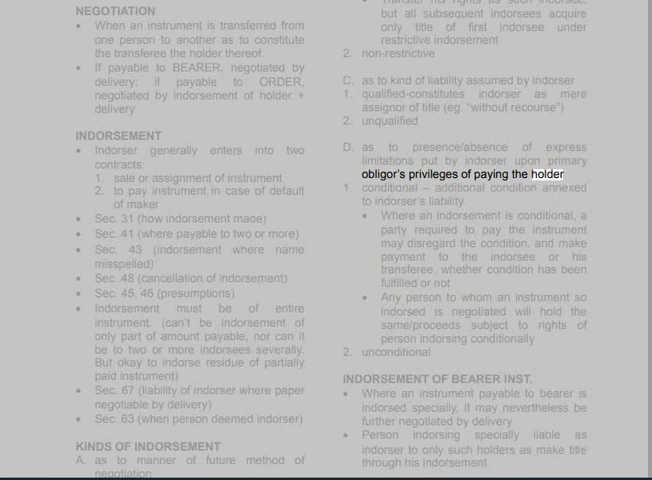 NEGOTIATION
• When an instrument is transferred from
one person to another as to constitute
the transferee the holder thereof.
• If payable to BEARER, negotiated by
delivery; if payable to ORDER,
negotiated by indorsement of holder +
delivery
INDORSEMENT
• Indorser generally enters into two
contracts:
1. sale or assignment of instrument
2. to pay instrument in case of default
of maker
• Sec. 31 (how indorsement made)
• Sec. 41 (where payable to two or more)
• Sec. 43 (indorsement where name
misspelled)
• Sec. 48 (cancellation of indorsement)
• Sec. 45, 46 (presumptions)
• Indorsement must be of entire
instrument. (can't be indorsement of
only part of amount payable, nor can it
be to two or more indorsees severally.
But okay to indorse residue of partially
paid instrument)
• Sec. 67 (liability of indorser where paper
negotiable by delivery)
• Sec. 63 (when person deemed indorser)
KINDS OF INDORSEMENT
A. as to manner of future method of
negotiation
• Transfer his rights as such indorsee,
but all subsequent indorsees acquire
only title of first indorsee under
restrictive indorsement
2. non-restrictive
C. as to kind of liability assumed by indorser
1. qualified-constitutes indorser as mere
assignor of title (eg. “without recourse”)
2. unqualified
D. as to presence/absence of express
limitations put by indorser upon primary
obligor’s privileges of paying the holder
1. conditional – additional condition annexed
to indorser’s liability.
• Where an indorsement is conditional, a
party required to pay the instrument
may disregard the condition, and make
payment to the indorsee or his
transferee, whether condition has been
fulfilled or not
• Any person to whom an instrument so
indorsed is negotiated will hold the
same/proceeds subject to rights of
person indorsing conditionally
2. unconditional
INDORSEMENT OF BEARER INST.
• Where an instrument payable to bearer is
indorsed specially, it may nevertheless be
further negotiated by delivery
• Person indorsing specially liable as
indorser to only such holders as make title
through his indorsement